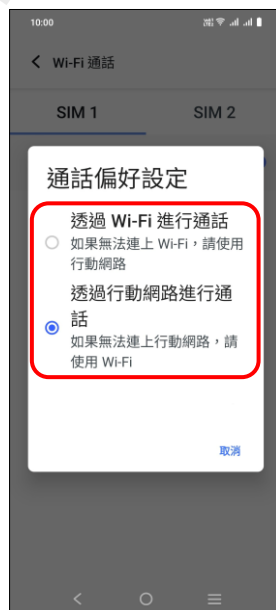 10:00
Wi-Fi 通話
SIM 1
SIM 2
通話偏好設定
透過 Wi-Fi 進行通話
如果無法連上 Wi-Fi，請使用
行動網路
透過行動網路進行通
話
如果無法連上行動網路，請
使用 Wi-Fi
取消